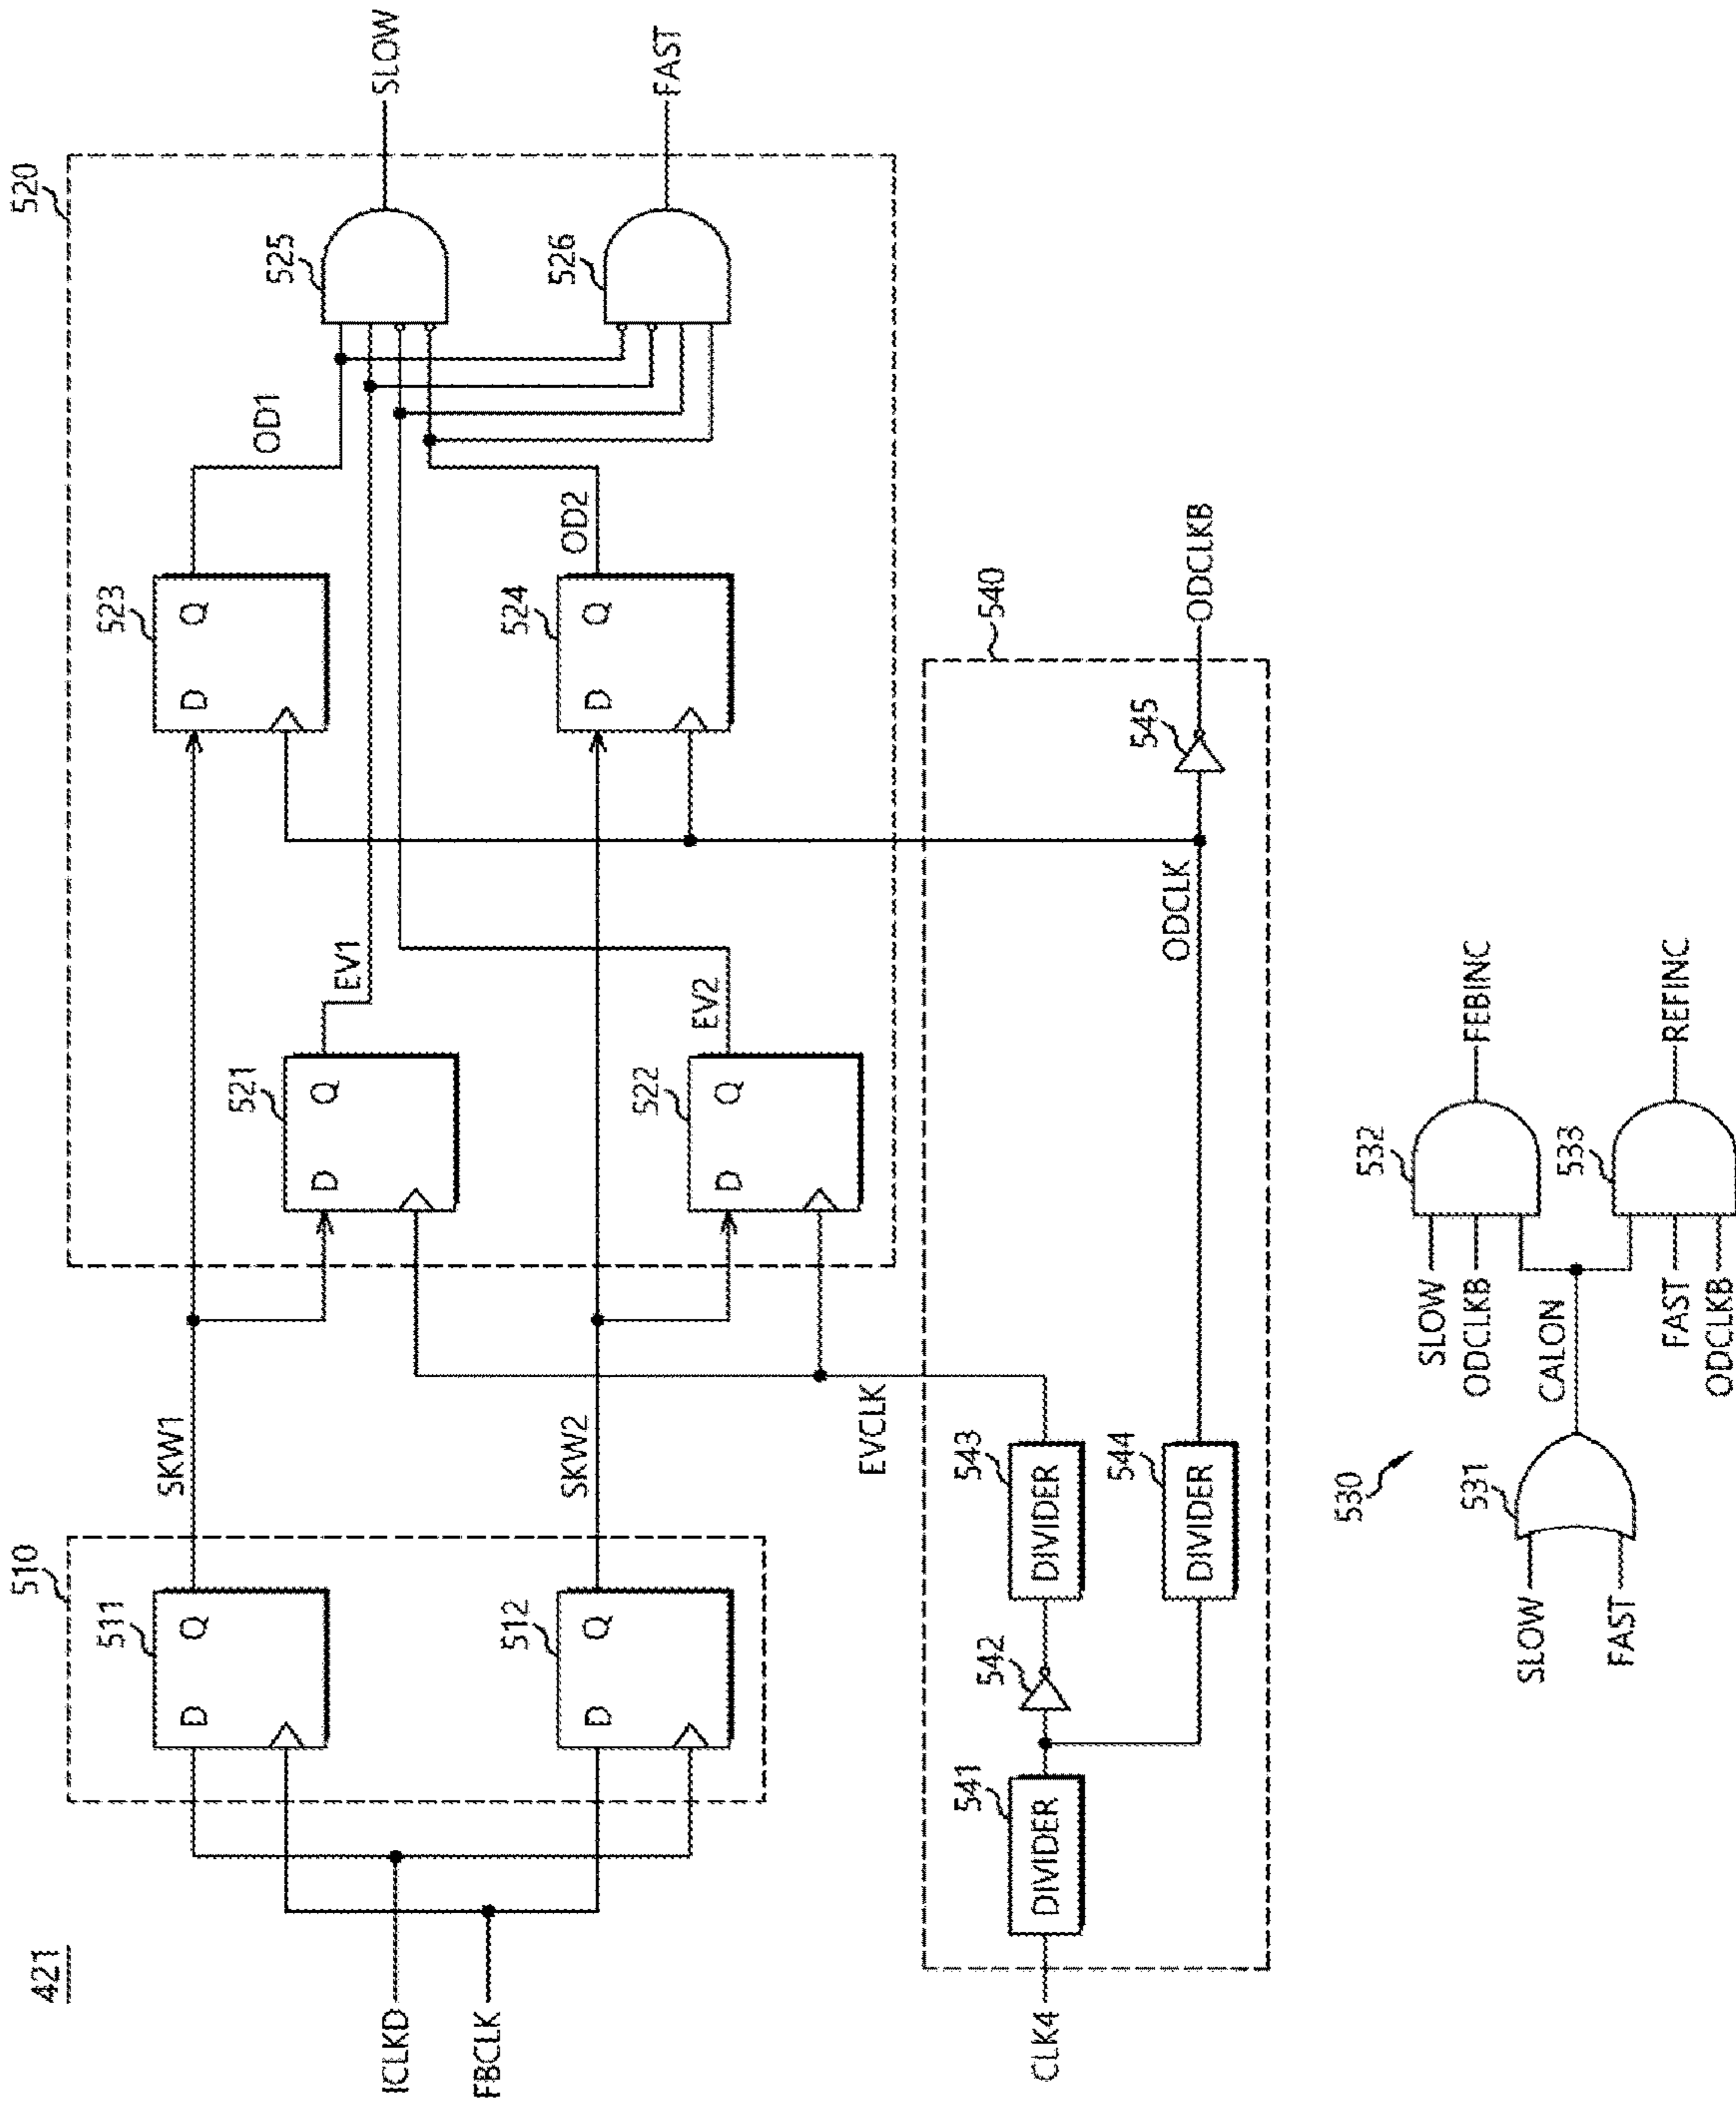 421
ICLKD
FBCLK
510
511
D
Q
512
D
Q
SKW1
SKW2
520
521
D
Q
EV1
522
D
Q
EV2
523
D
Q
OD1
524
D
Q
OD2
525
SLOW
526
FAST
EVCLK
540
CLK4
541
DIVIDER
542
543
DIVIDER
544
DIVIDER
ODCLK
545
ODCLKB
530
SLOW
FAST
531
CALON
SLOW
ODCLKB
532
FEBINC
FAST
ODCLKB
533
REFINC